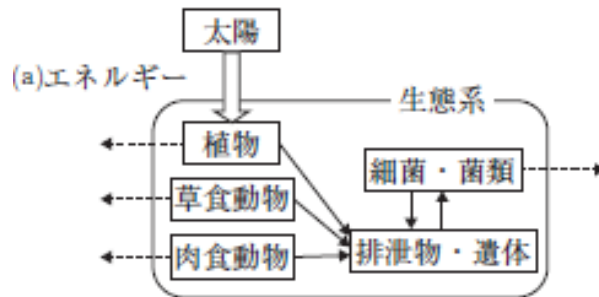 太陽
(a)エネルギー
生態系
植物
細菌・菌類
草食動物
肉食動物
排泄物・遺体